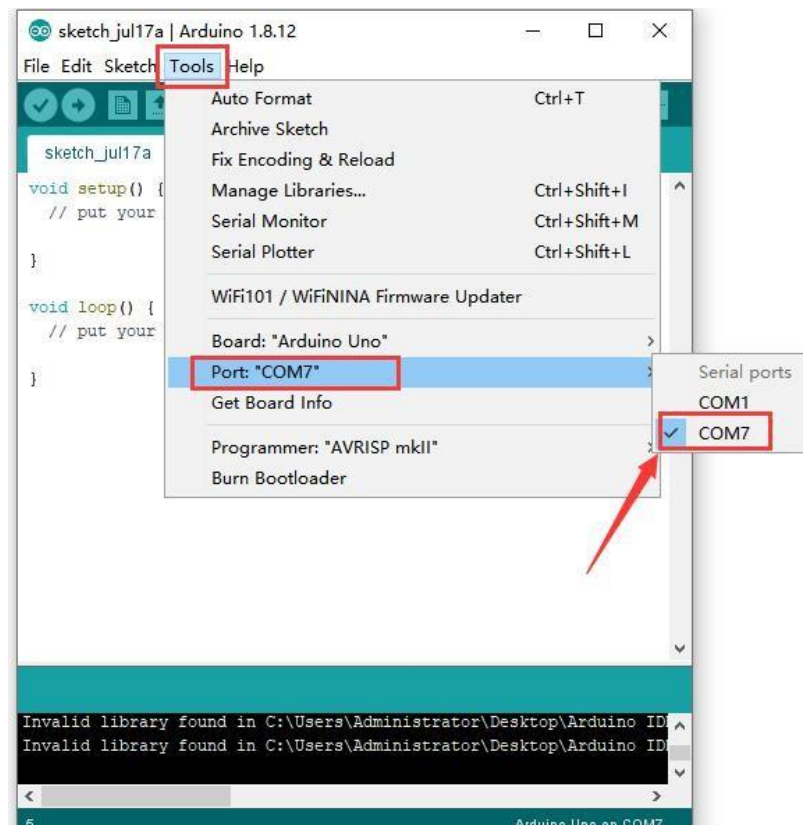 sketch_jul17a | Arduino 1.8.12
File Edit Sketch Tools Help
sketch_jul17a
void setup() {
// put your
}
void loop() {
// put your
}
Auto Format Ctrl+T
Archive Sketch
Fix Encoding & Reload
Manage Libraries... Ctrl+Shift+I
Serial Monitor Ctrl+Shift+M
Serial Plotter Ctrl+Shift+L
WiFi101 / WiFiNINA Firmware Updater
Board: "Arduino Uno"
Port: "COM7"
Get Board Info
Programmer: "AVRISP mkII"
Burn Bootloader
Serial ports
COM1
COM7
Invalid library found in C:\Users\Administrator\Desktop\Arduino
Invalid library found in C:\Users\Administrator\Desktop\Arduino
Arduino Uno on COM7